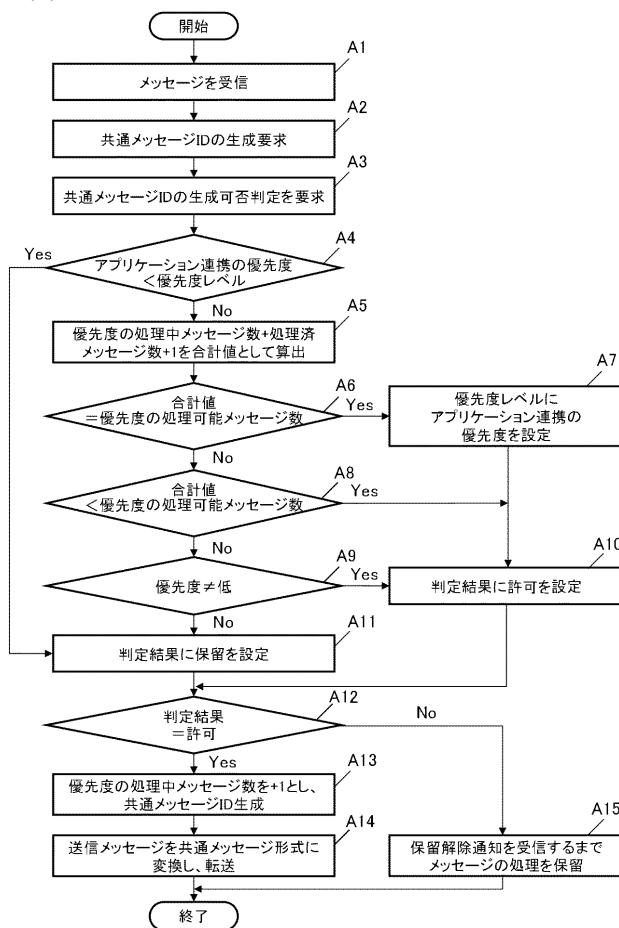 開始
A1
メッセージを受信
A2
共通メッセージIDの生成要求
A3
共通メッセージIDの生成可否判定を要求
A4
Yes
アプリケーション連携の優先度
<優先度レベル
No
A5
優先度の処理中メッセージ数+処理済
メッセージ数+1を合計値として算出
A6
合計値
=優先度の処理可能メッセージ数
Yes
A7
優先度レベルに
アプリケーション連携の
優先度を設定
No
A8
合計値
<優先度の処理可能メッセージ数
Yes
No
A9
優先度≠低
Yes
A10
判定結果に許可を設定
No
A11
判定結果に保留を設定
A12
判定結果
=許可
No
Yes
A13
優先度の処理中メッセージ数を+1とし、
共通メッセージID生成
A14
送信メッセージを共通メッセージ形式に
変換し、転送
A15
保留解除通知を受信するまで
メッセージの処理を保留
終了